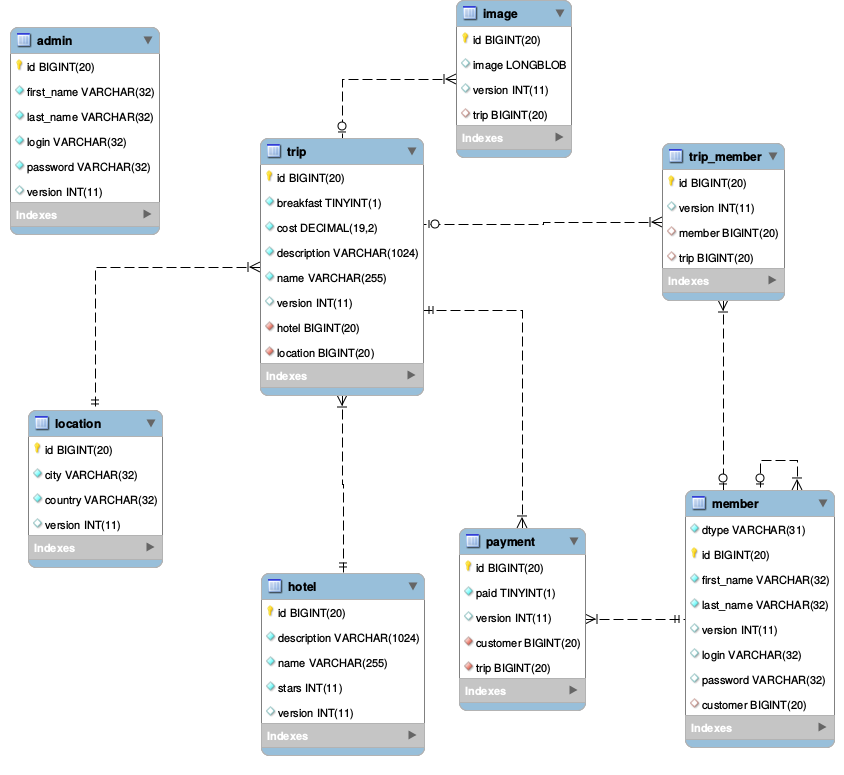 admin
id BIGINT(20)
first_name VARCHAR(32)
last_name VARCHAR(32)
login VARCHAR(32)
password VARCHAR(32)
version INT(11)
Indexes
image
id BIGINT(20)
image LONGBLOB
version INT(11)
trip BIGINT(20)
Indexes
trip
id BIGINT(20)
breakfast TINYINT(1)
cost DECIMAL(19,2)
description VARCHAR(1024)
name VARCHAR(255)
version INT(11)
hotel BIGINT(20)
location BIGINT(20)
Indexes
trip_member
id BIGINT(20)
version INT(11)
member BIGINT(20)
trip BIGINT(20)
Indexes
location
id BIGINT(20)
city VARCHAR(32)
country VARCHAR(32)
version INT(11)
Indexes
hotel
id BIGINT(20)
description VARCHAR(1024)
name VARCHAR(255)
stars INT(11)
version INT(11)
Indexes
payment
id BIGINT(20)
paid TINYINT(1)
version INT(11)
customer BIGINT(20)
trip BIGINT(20)
Indexes
member
dtype VARCHAR(31)
id BIGINT(20)
first_name VARCHAR(32)
last_name VARCHAR(32)
version INT(11)
login VARCHAR(32)
password VARCHAR(32)
customer BIGINT(20)
Indexes